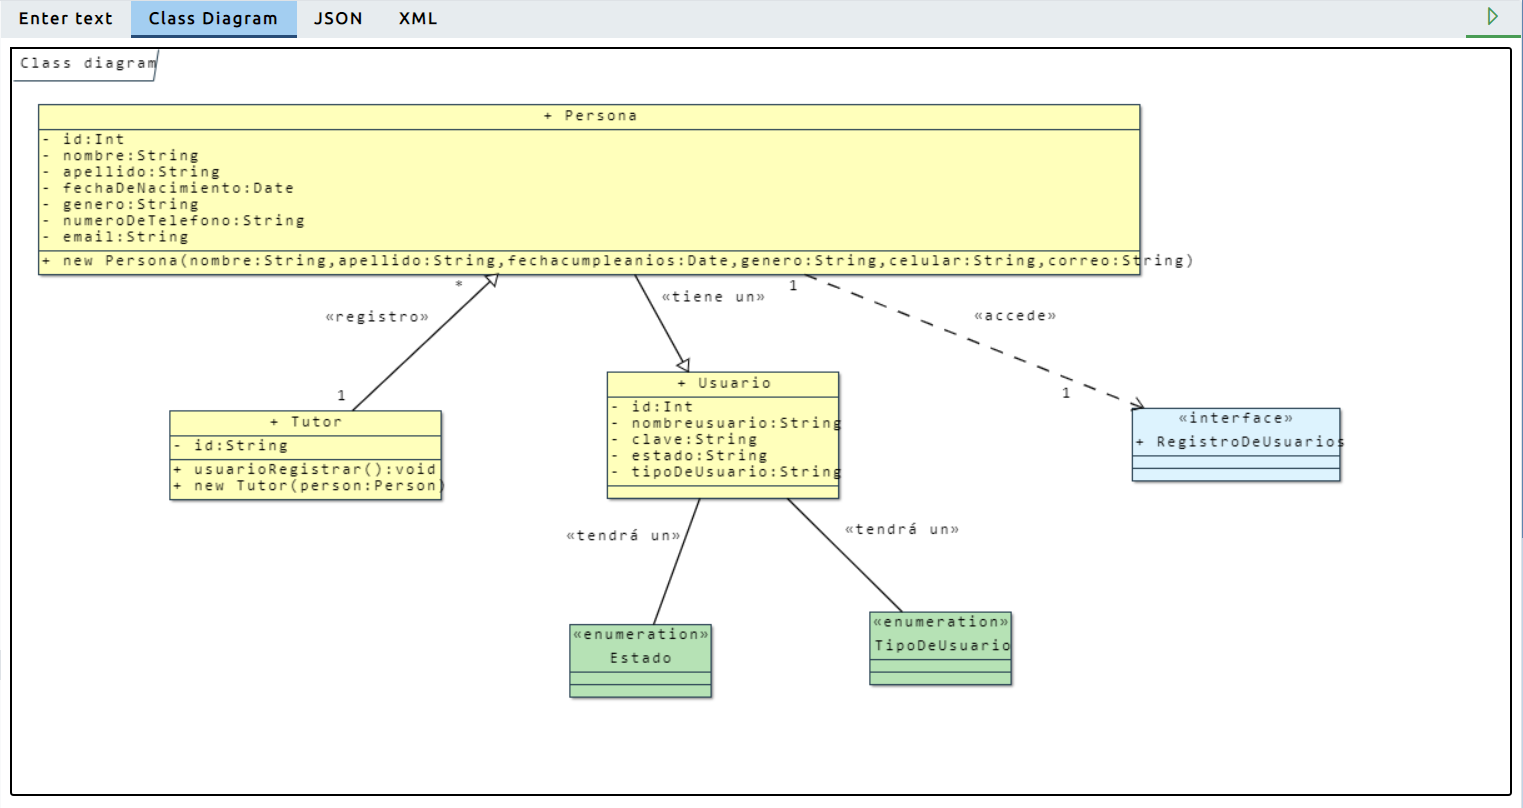 Enter text Class Diagram JSON XML
Class diagram
+ Persona
- id:Int
- nombre:String
- apellido:String
- fechaDeNacimiento:Date
- genero:String
- numeroDeTelefono:String
- email:String
+ new Persona(nombre:String,apellido:String,fechacumpleanios:Date,genero:String,celular:String,correo:String)
*
«registro»
1
«tiene un»
1
«accede»
1
+ Tutor
- id:String
+ usuarioRegistrar():void
+ new Tutor(person:Person)
+ Usuario
- id:Int
- nombreusuario:String
- clave:String
- estado:String
- tipoDeUsuario:String
«interface»
+ RegistroDeUsuarios
«tendrá un»
«tendrá un»
«enumeration»
Estado
«enumeration»
TipoDeUsuario